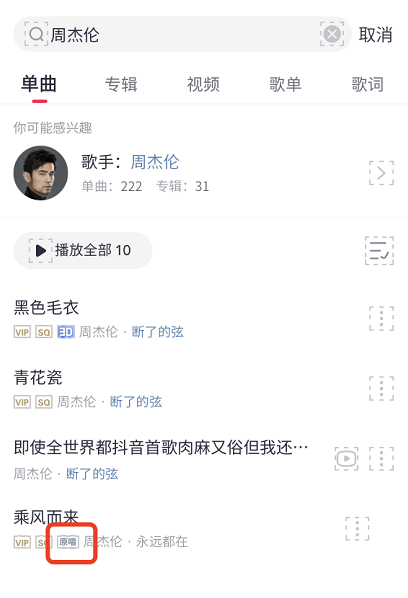 周杰伦 取消
单曲 专辑 视频 歌单 歌词
你可能感兴趣
歌手：周杰伦
单曲：222 专辑：31
播放全部 10
黑色毛衣
VIP SQ 3D 周杰伦 · 断了的弦
青花瓷
VIP SQ 周杰伦 · 断了的弦
即使全世界都抖音首歌肉麻又俗但我还…
周杰伦 · 断了的弦
乘风而来
VIP SQ 原唱 周杰伦 · 永远都在